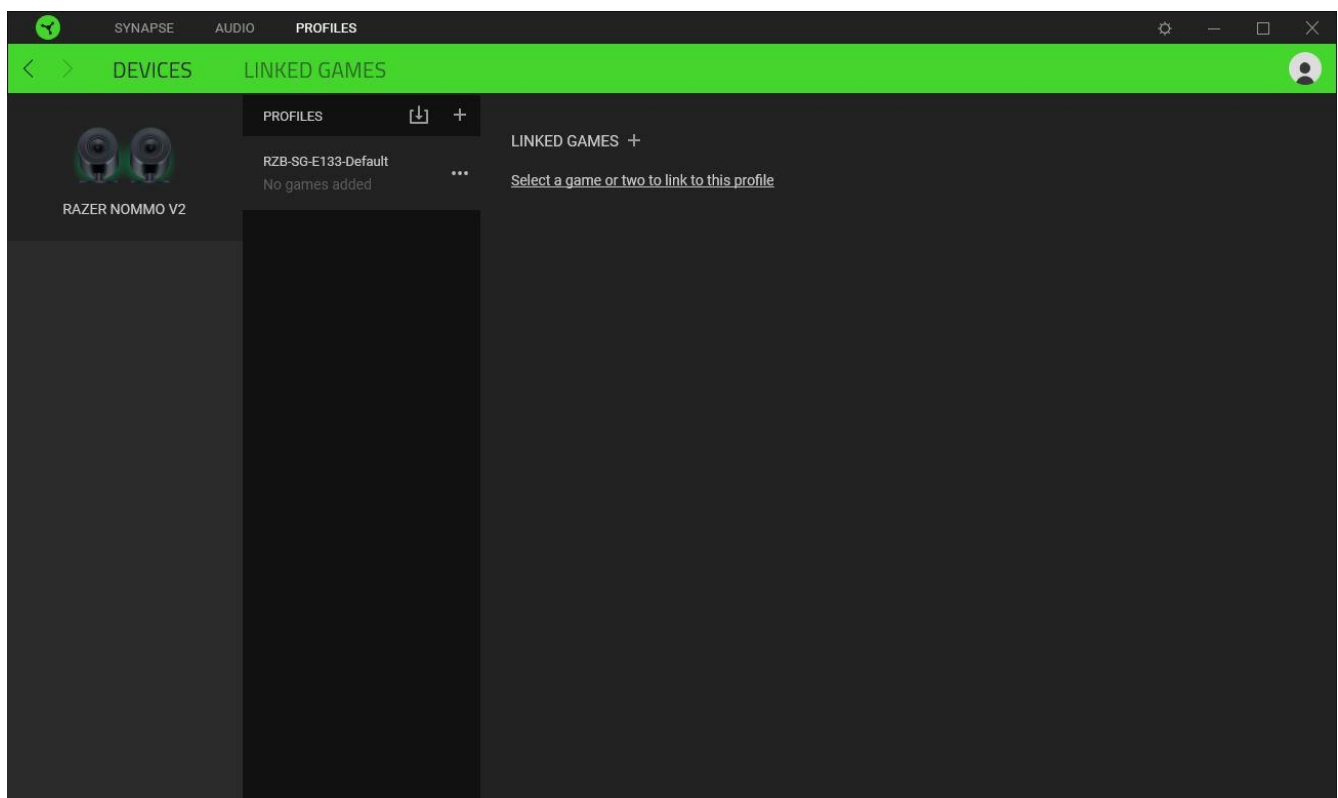 SYNAPSE AUDIO PROFILES
DEVICES LINKED GAMES
RAZER NOMMO V2
PROFILES
RZB-SG-E133-Default
No games added
LINKED GAMES
Select a game or two to link to this profile